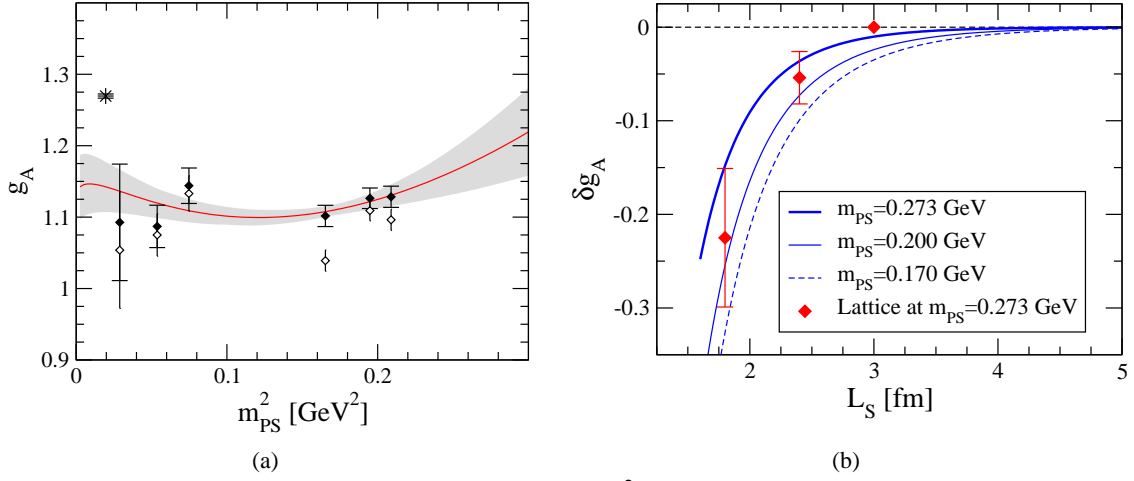 1.3
1.2
1.1
1
0.9
g_A
0
0.1
0.2
m_PS^2 [GeV^2]
(a)
-0
-0.1
-0.2
-0.3
δg_A
m_PS=0.273 GeV
m_PS=0.200 GeV
m_PS=0.170 GeV
Lattice at m_PS=0.273 GeV
2
3
4
5
L_S [fm]
(b)